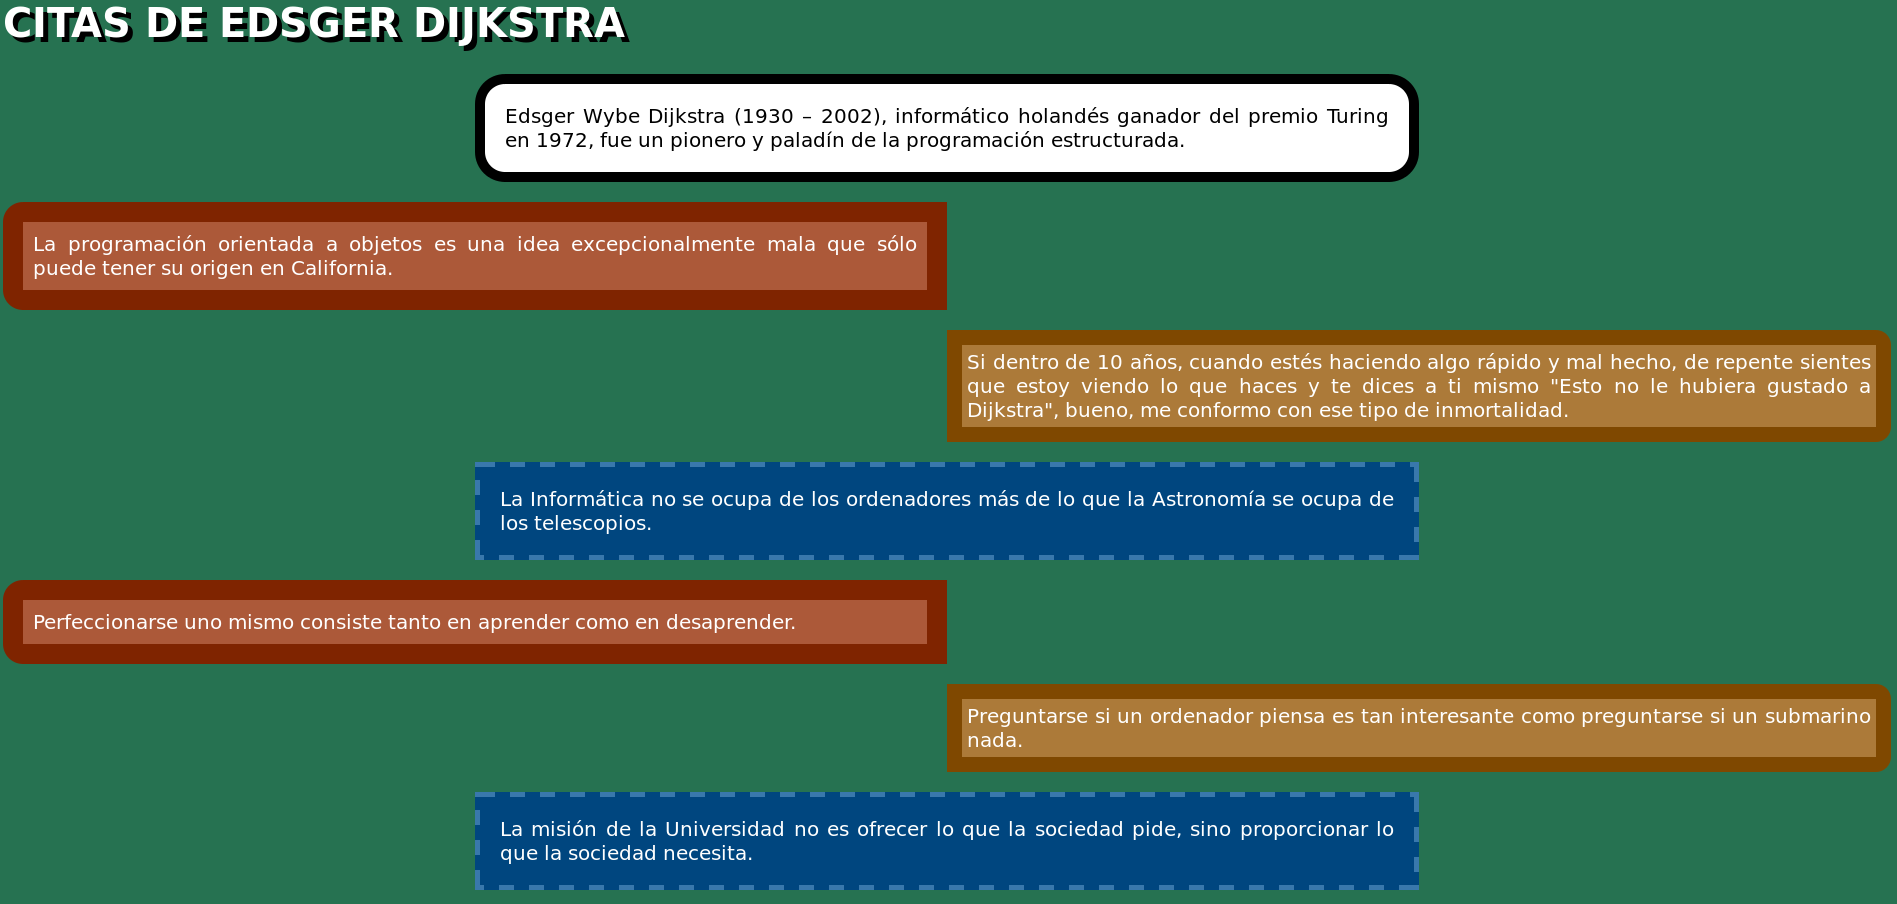 CITAS DE EDSGER DIJKSTRA
Edsger Wybe Dijkstra (1930 – 2002), informático holandés ganador del premio Turing
en 1972, fue un pionero y paladín de la programación estructurada.
La programación orientada a objetos es una idea excepcionalmente mala que sólo
puede tener su origen en California.
Si dentro de 10 años, cuando estés haciendo algo rápido y mal hecho, de repente sientes
que estoy viendo lo que haces y te dices a ti mismo "Esto no le hubiera gustado a
Dijkstra", bueno, me conformo con ese tipo de inmortalidad.
La Informática no se ocupa de los ordenadores más de lo que la Astronomía se ocupa de
los telescopios.
Perfeccionarse uno mismo consiste tanto en aprender como en desaprender.
Preguntarse si un ordenador piensa es tan interesante como preguntarse si un submarino
nada.
La misión de la Universidad no es ofrecer lo que la sociedad pide, sino proporcionar lo
que la sociedad necesita.